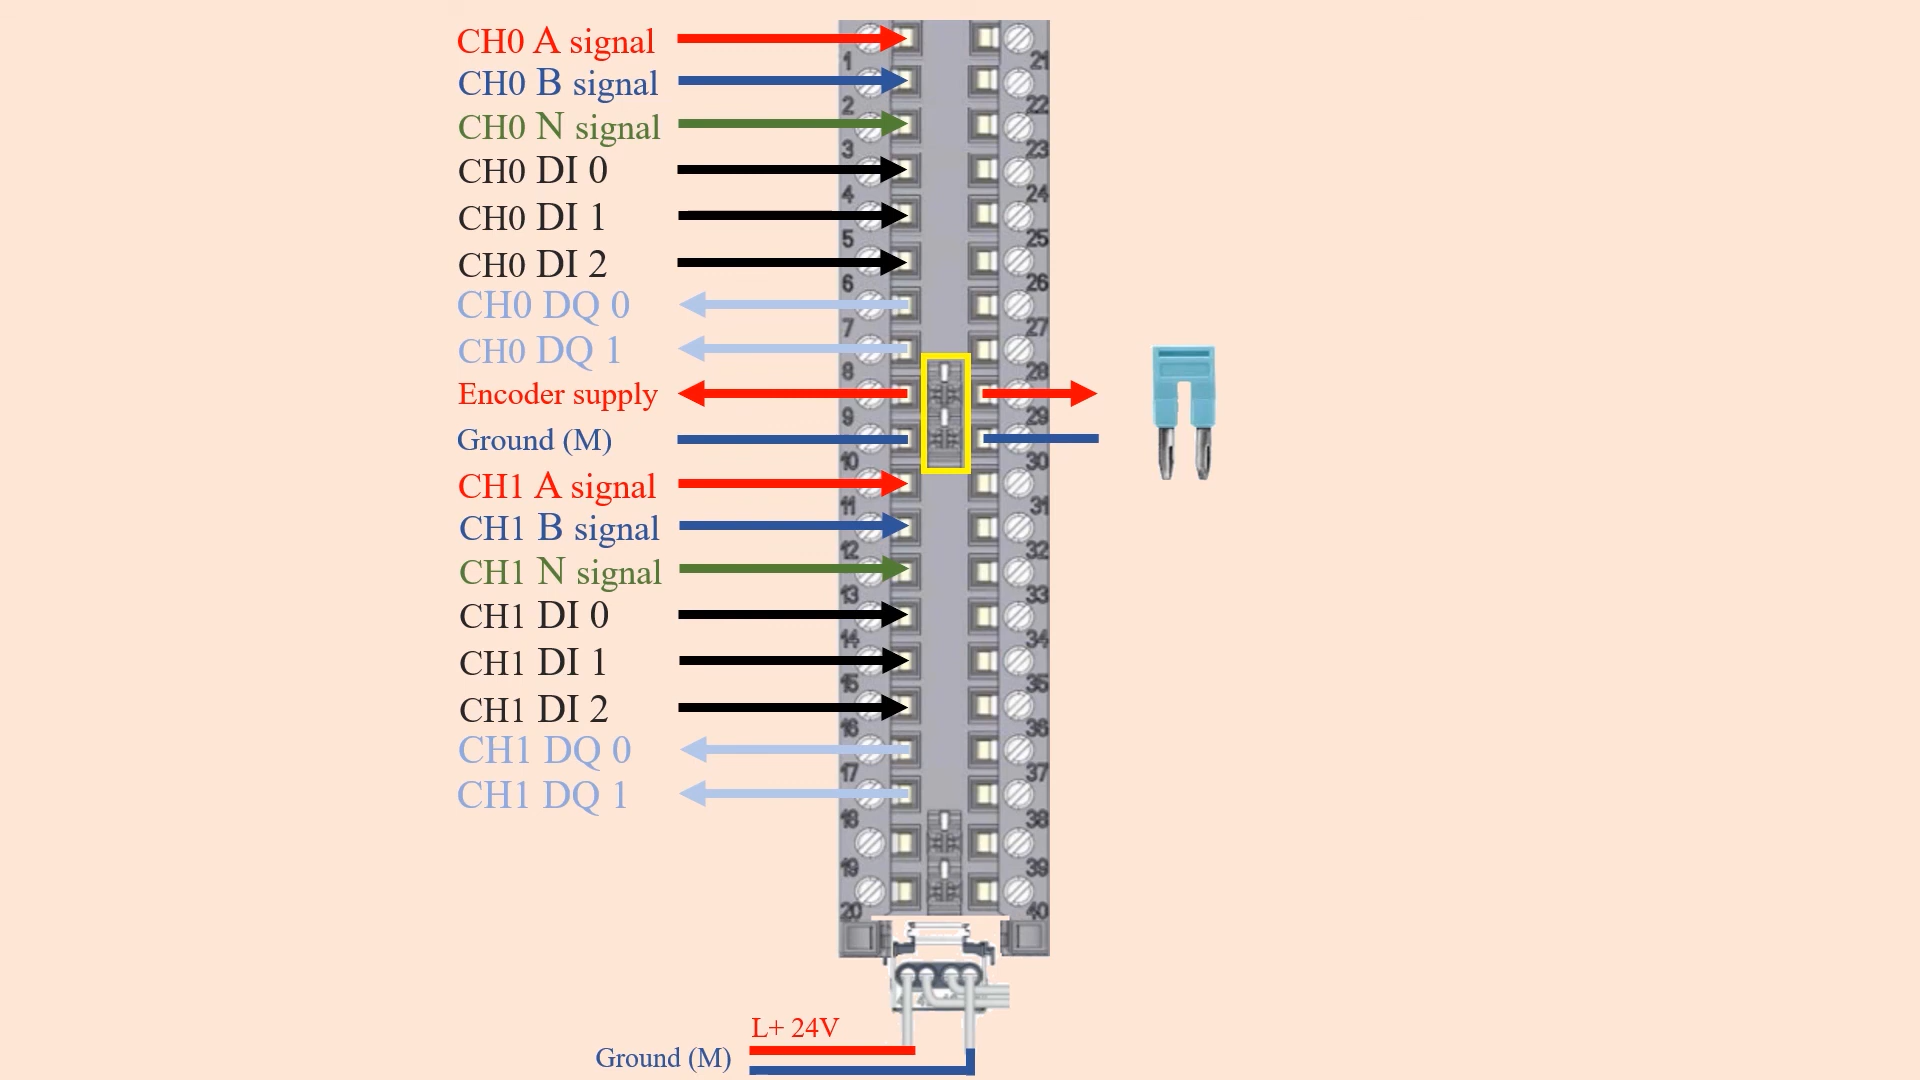 CH0 A signal
CH0 B signal
CH0 N signal
CH0 DI 0
CH0 DI 1
CH0 DI 2
CH0 DQ 0
CH0 DQ 1
Encoder supply
Ground (M)
CH1 A signal
CH1 B signal
CH1 N signal
CH1 DI 0
CH1 DI 1
CH1 DI 2
CH1 DQ 0
CH1 DQ 1
1
2
3
4
5
6
7
8
9
10
11
12
13
14
15
16
17
18
19
20
21
22
23
24
25
26
27
28
29
30
31
32
33
34
35
36
37
38
39
40
L+ 24V
Ground (M)